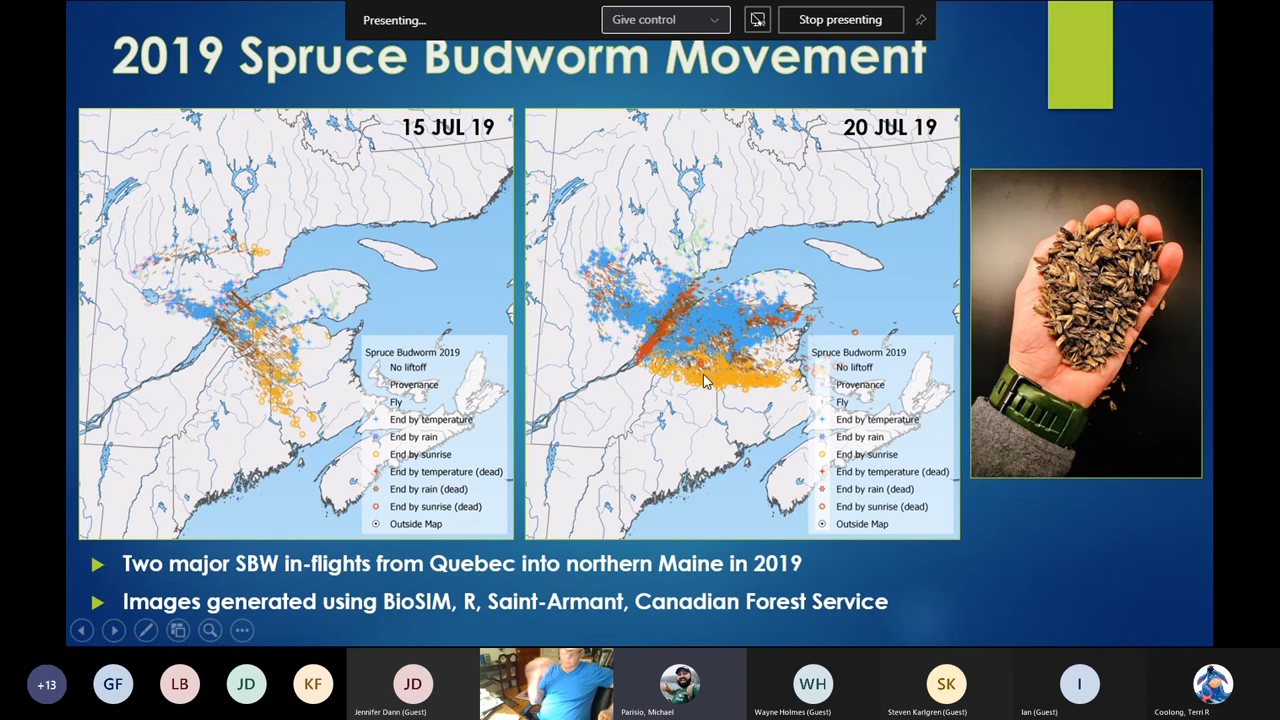 Presenting...
Give control
Stop presenting
2019 Spruce Budworm Movement
15 JUL 19
Spruce Budworm 2019
No liftoff
Provenance
Fly
End by temperature
End by rain
End by sunrise
End by temperature (dead)
End by rain (dead)
End by sunrise (dead)
Outside Map
20 JUL 19
Spruce Budworm 2019
No liftoff
Provenance
Fly
End by temperature
End by rain
End by sunrise
End by temperature (dead)
End by rain (dead)
End by sunrise (dead)
Outside Map
Two major SBW in-flights from Quebec into northern Maine in 2019
Images generated using BioSIM, R, Saint-Armant, Canadian Forest Service
+13
GF
LB
JD
KF
JD
Jennifer Dann (Guest)
Parisio, Michael
WH
Wayne Holmes (Guest)
SK
Steven Karlgren (Guest)
I
Ian (Guest)
Coolong, Terri R